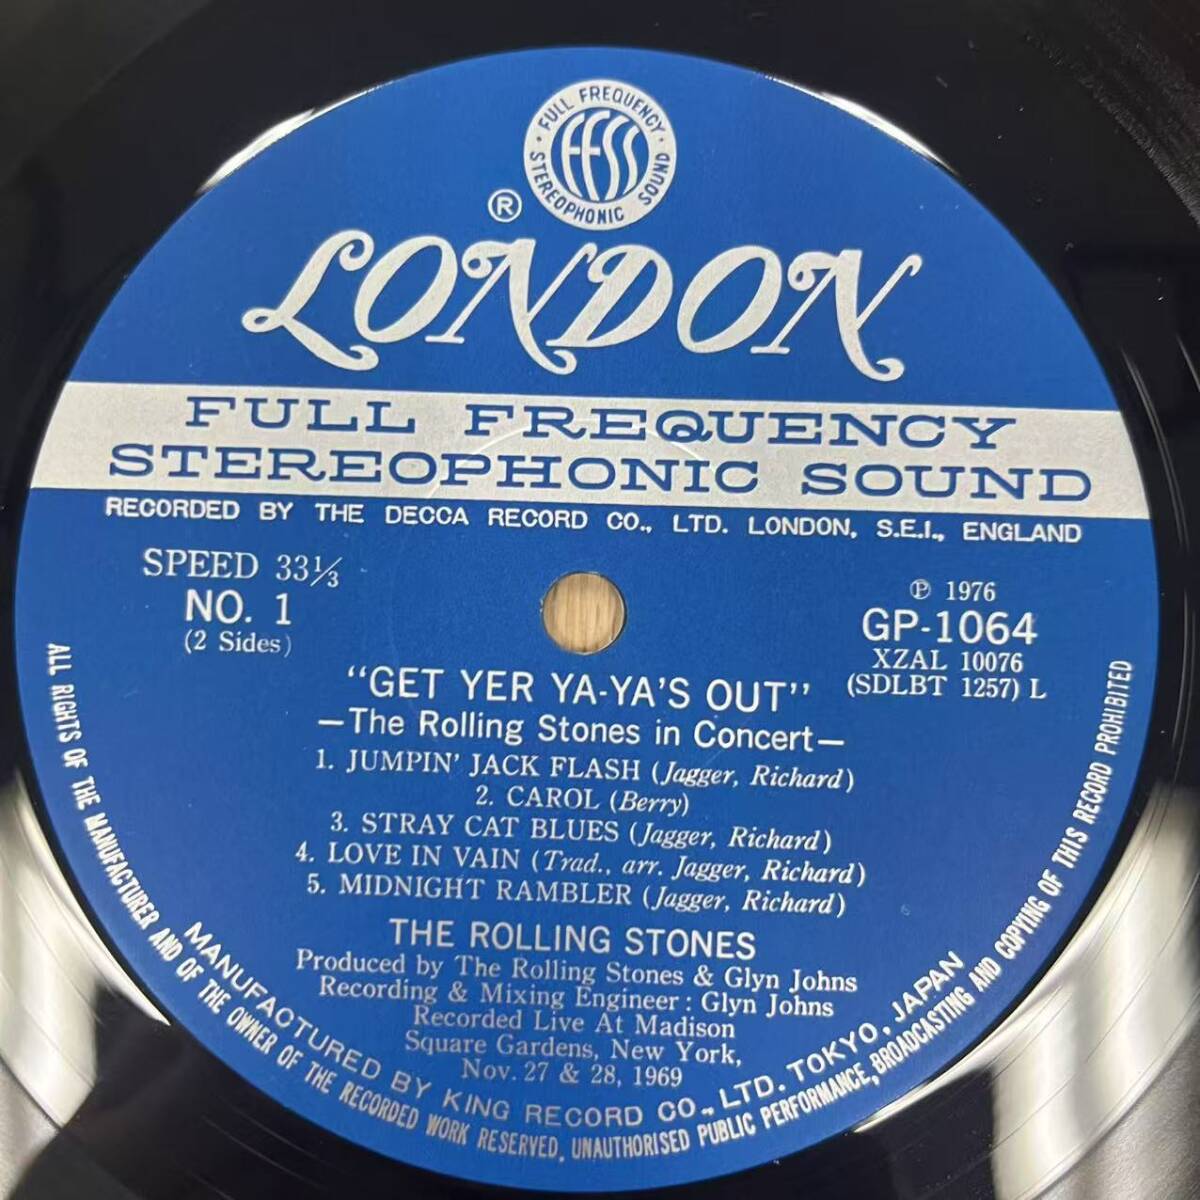 · FULL FREQUENCY ·
FFSS
STEREOPHONIC SOUND
®
LONDON
FULL FREQUENCY
STEREOPHONIC SOUND
RECORDED BY THE DECCA RECORD CO., LTD. LONDON, S.E.I., ENGLAND
SPEED 33⅓
NO. 1
(2 Sides)
℗ 1976
GP-1064
XZAL 10076
(SDLBT 1257) L
"GET YER YA-YA'S OUT"
—The Rolling Stones in Concert—
1. JUMPIN' JACK FLASH (Jagger, Richard)
2. CAROL (Berry)
3. STRAY CAT BLUES (Jagger, Richard)
4. LOVE IN VAIN (Trad., arr. Jagger, Richard)
5. MIDNIGHT RAMBLER (Jagger, Richard)
THE ROLLING STONES
Produced by The Rolling Stones & Glyn Johns
Recording & Mixing Engineer: Glyn Johns
Recorded Live At Madison
Square Gardens, New York,
Nov. 27 & 28, 1969
MANUFACTURED BY KING RECORD CO., LTD. TOKYO, JAPAN
ALL RIGHTS OF THE MANUFACTURER AND OF THE OWNER OF THE RECORDED WORK RESERVED, UNAUTHORISED PUBLIC PERFORMANCE, BROADCASTING AND COPYING OF THIS RECORD PROHIBITED